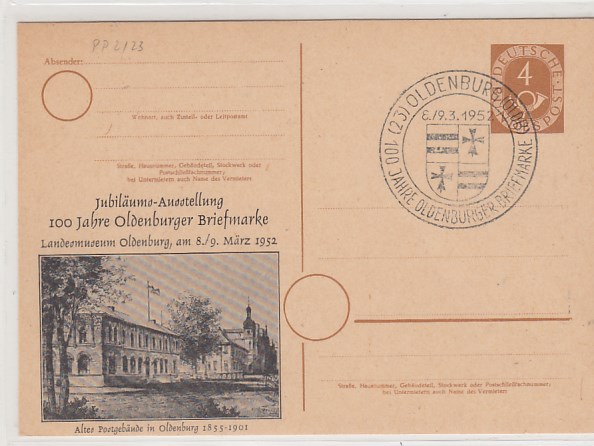 PP 2/23
Absender:
Wohnort, auch Zustell- oder Leitpostamt
Straße, Hausnummer, Gebäudeteil, Stockwerk oder
Postschließfachnummer;
bei Untermietern auch Name des Vermieters
Jubiläums-Ausstellung
100 Jahre Oldenburger Briefmarke
Landesmuseum Oldenburg, am 8./9. März 1952
Altes Postgebäude in Oldenburg 1855-1901
DEUTSCHE
4
POST
(23) OLDENBURG (OLDB)
8./9.3.1952
100 JAHRE OLDENBURGER BRIEFMARKE
Straße, Hausnummer, Gebäudeteil, Stockwerk oder Postschließfachnummer;
bei Untermietern auch Name des Vermieters